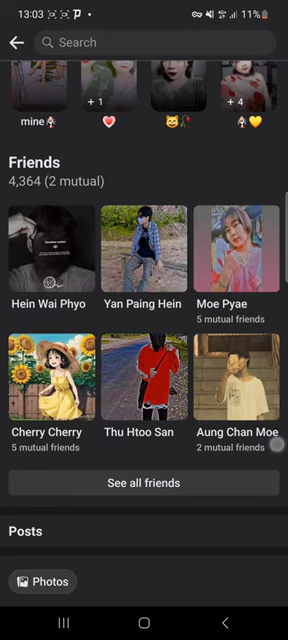 13:03
11%
Search
mine
+ 1
+ 4
Friends
4,364 (2 mutual)
Hein Wai Phyo
Yan Paing Hein
Moe Pyae
5 mutual friends
Cherry Cherry
5 mutual friends
Thu Htoo San
Aung Chan Moe
2 mutual friends
See all friends
Posts
Photos